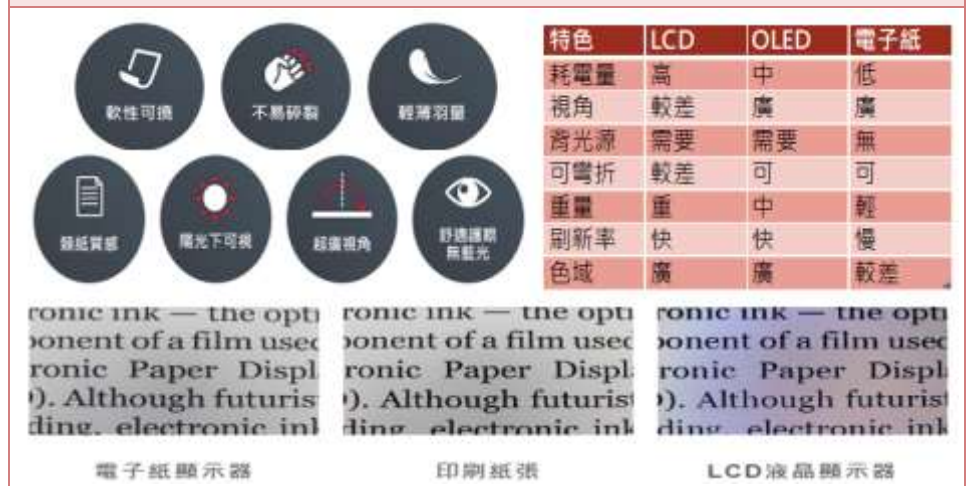 軟性可撓
不易碎裂
輕薄羽量
類紙質感
陽光下可視
超廣視角
舒適護眼
無藍光
特色 LCD OLED 電子紙
耗電量 高 中 低
視角 較差 廣 廣
背光源 需要 需要 無
可彎折 較差 可 可
重量 重 中 輕
刷新率 快 快 慢
色域 廣 廣 較差
ronic ink — the opti
ponent of a film used
ronic Paper Displ
). Although futurist
ding, electronic ink
電子紙顯示器
ronic ink — the opti
ponent of a film used
ronic Paper Displ
). Although futurist
ding, electronic ink
印刷紙張
ronic ink — the opti
ponent of a film used
ronic Paper Displ
). Although futurist
ding, electronic ink
LCD液晶顯示器